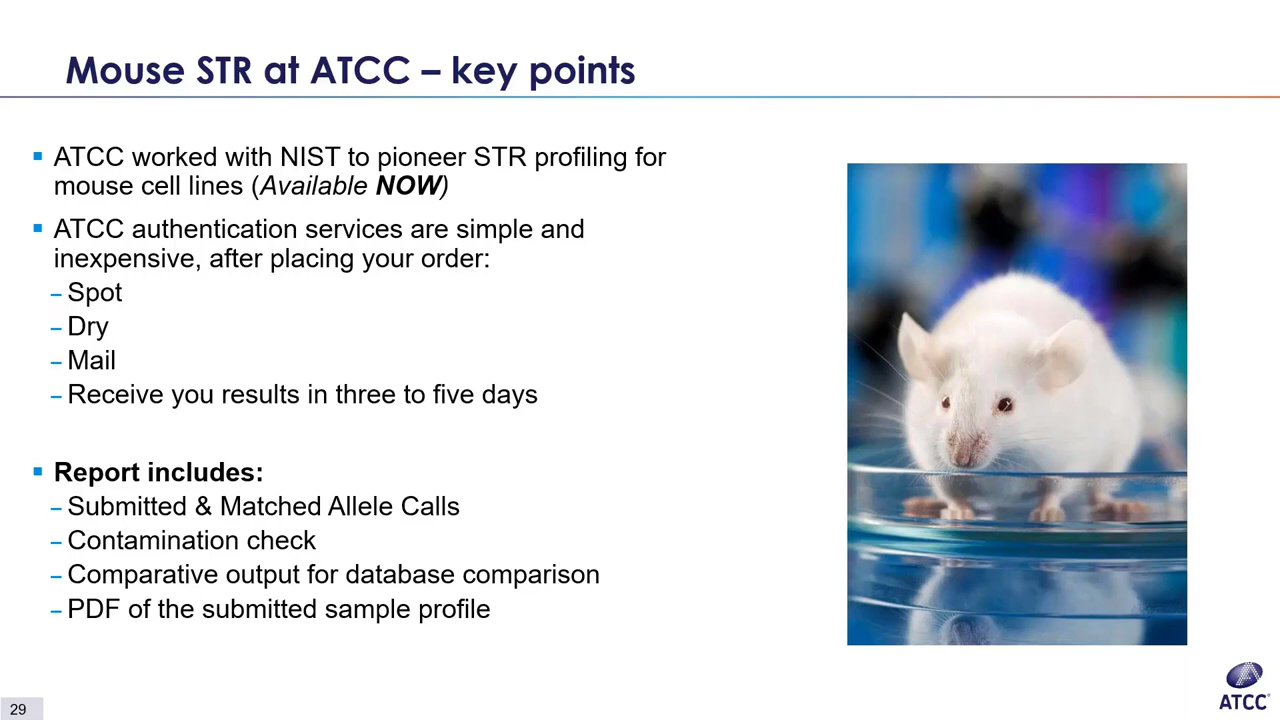 Mouse STR at ATCC – key points
▪ ATCC worked with NIST to pioneer STR profiling for
mouse cell lines (Available NOW)
▪ ATCC authentication services are simple and
inexpensive, after placing your order:
– Spot
– Dry
– Mail
– Receive you results in three to five days
▪ Report includes:
– Submitted & Matched Allele Calls
– Contamination check
– Comparative output for database comparison
– PDF of the submitted sample profile
29
ATCC®